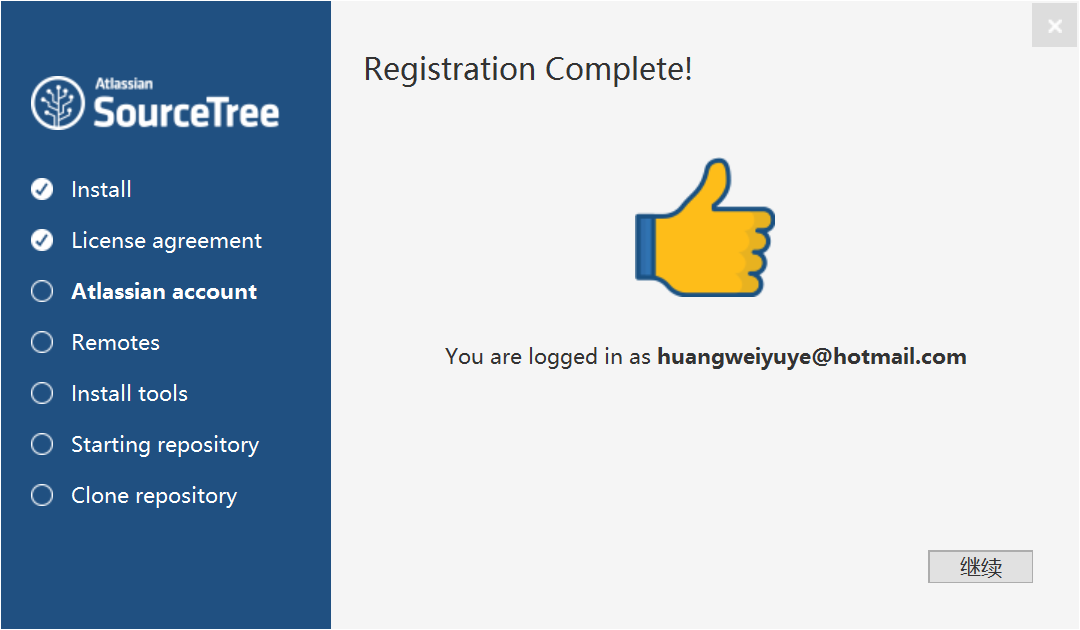 Atlassian
SourceTree
Install
License agreement
Atlassian account
Remotes
Install tools
Starting repository
Clone repository
Registration Complete!
You are logged in as huangweiyuye@hotmail.com
继续